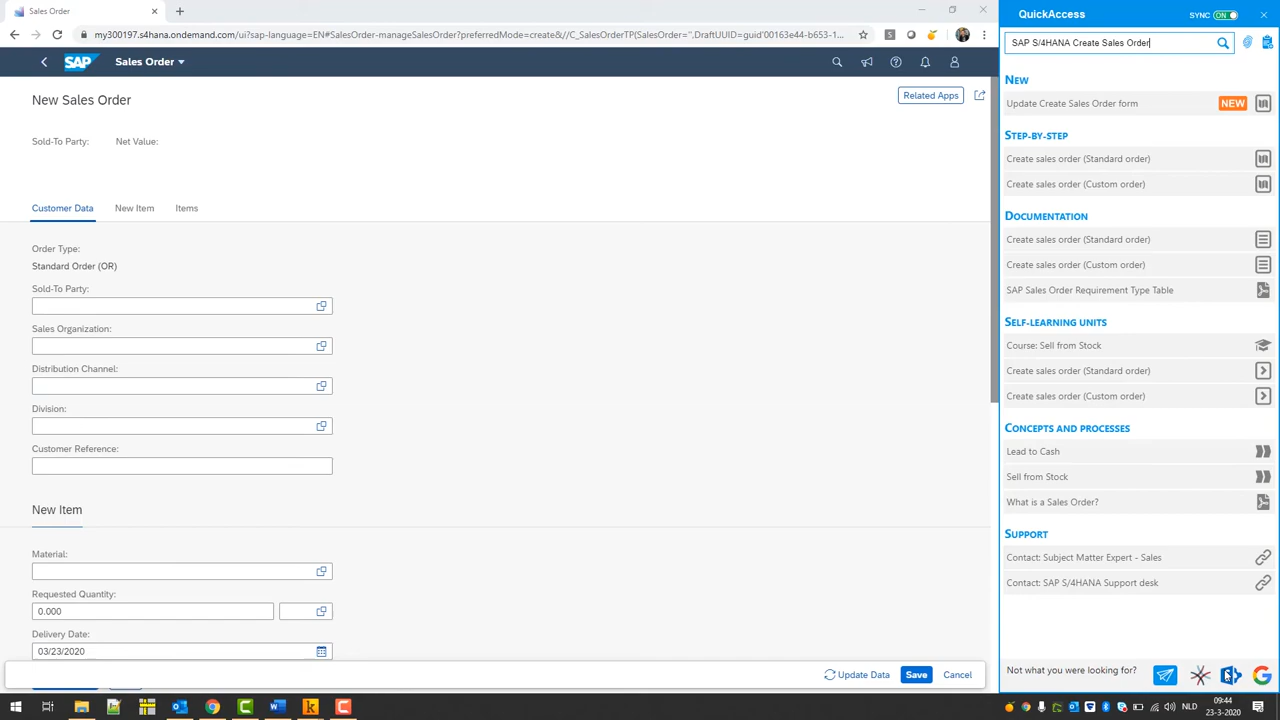 Sales Order
QuickAccess
SYNC ON
my300197.s4hana.ondemand.com/ui?sap-language=EN#SalesOrder-manageSalesOrder?preferredMode=create&//C_SalesOrderTP(SalesOrder='',DraftUUID=guid'00163e44-b653-1...
SAP S/4HANA Create Sales Order
SAP
Sales Order
New Sales Order
Related Apps
Sold-To Party:
Net Value:
Customer Data
New Item
Items
Order Type:
Standard Order (OR)
Sold-To Party:
Sales Organization:
Distribution Channel:
Division:
Customer Reference:
New Item
Material:
Requested Quantity:
0.000
Delivery Date:
03/23/2020
Update Data
Save
Cancel
New
Update Create Sales Order form
NEW
Step-by-step
Create sales order (Standard order)
Create sales order (Custom order)
Documentation
Create sales order (Standard order)
Create sales order (Custom order)
SAP Sales Order Requirement Type Table
Self-learning units
Course: Sell from Stock
Create sales order (Standard order)
Create sales order (Custom order)
Concepts and processes
Lead to Cash
Sell from Stock
What is a Sales Order?
Support
Contact: Subject Matter Expert - Sales
Contact: SAP S/4HANA Support desk
Not what you were looking for?
NLD
09:44
23-3-2020